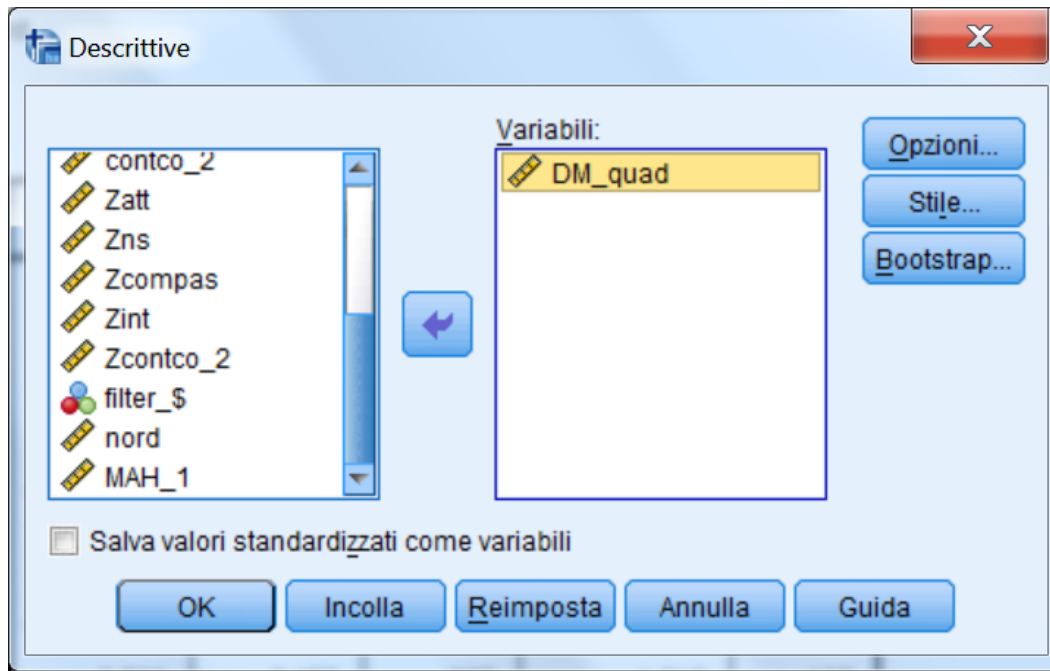 Descrittive
Variabili:
contco_2
Zatt
Zns
Zcompas
Zint
Zcontco_2
filter_$
nord
MAH_1
DM_quad
Opzioni...
Stile...
Bootstrap...
Salva valori standardizzati come variabili
OK
Incolla
Reimposta
Annulla
Guida